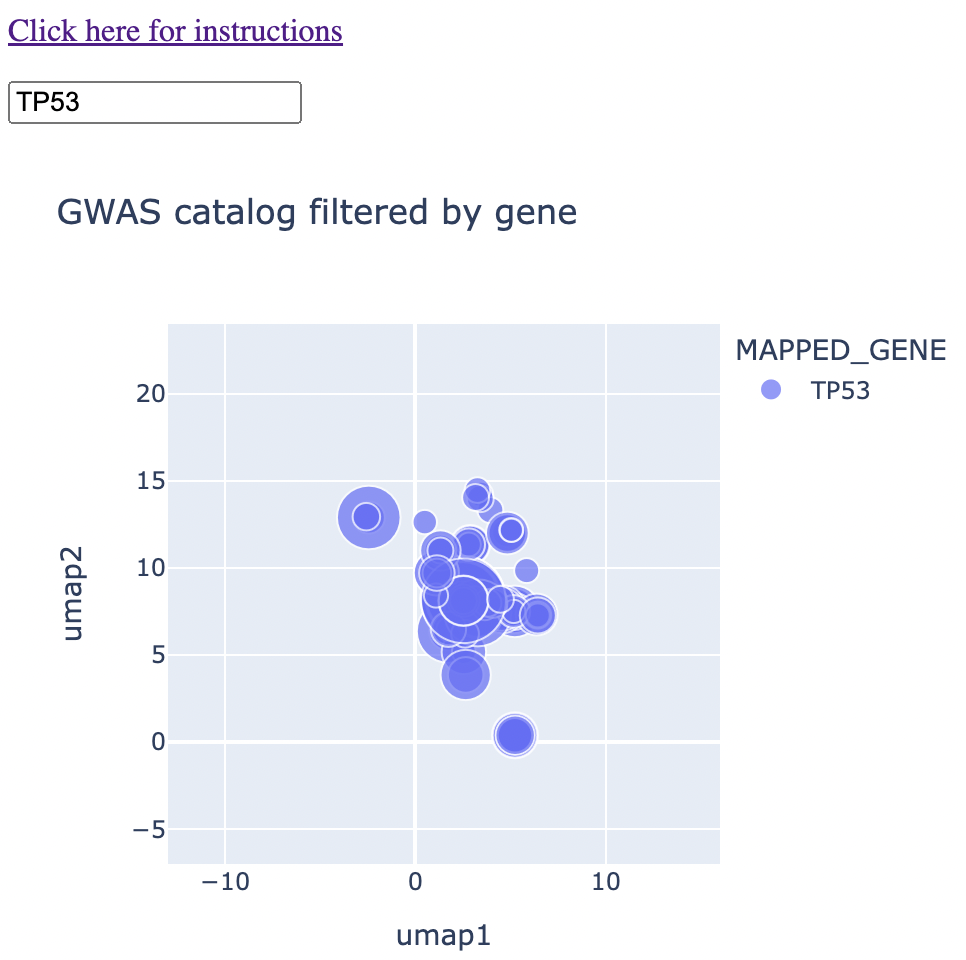 Click here for instructions
TP53
GWAS catalog filtered by gene
MAPPED_GENE
TP53
20
15
10
5
0
−5
umap2
−10 0 10
umap1